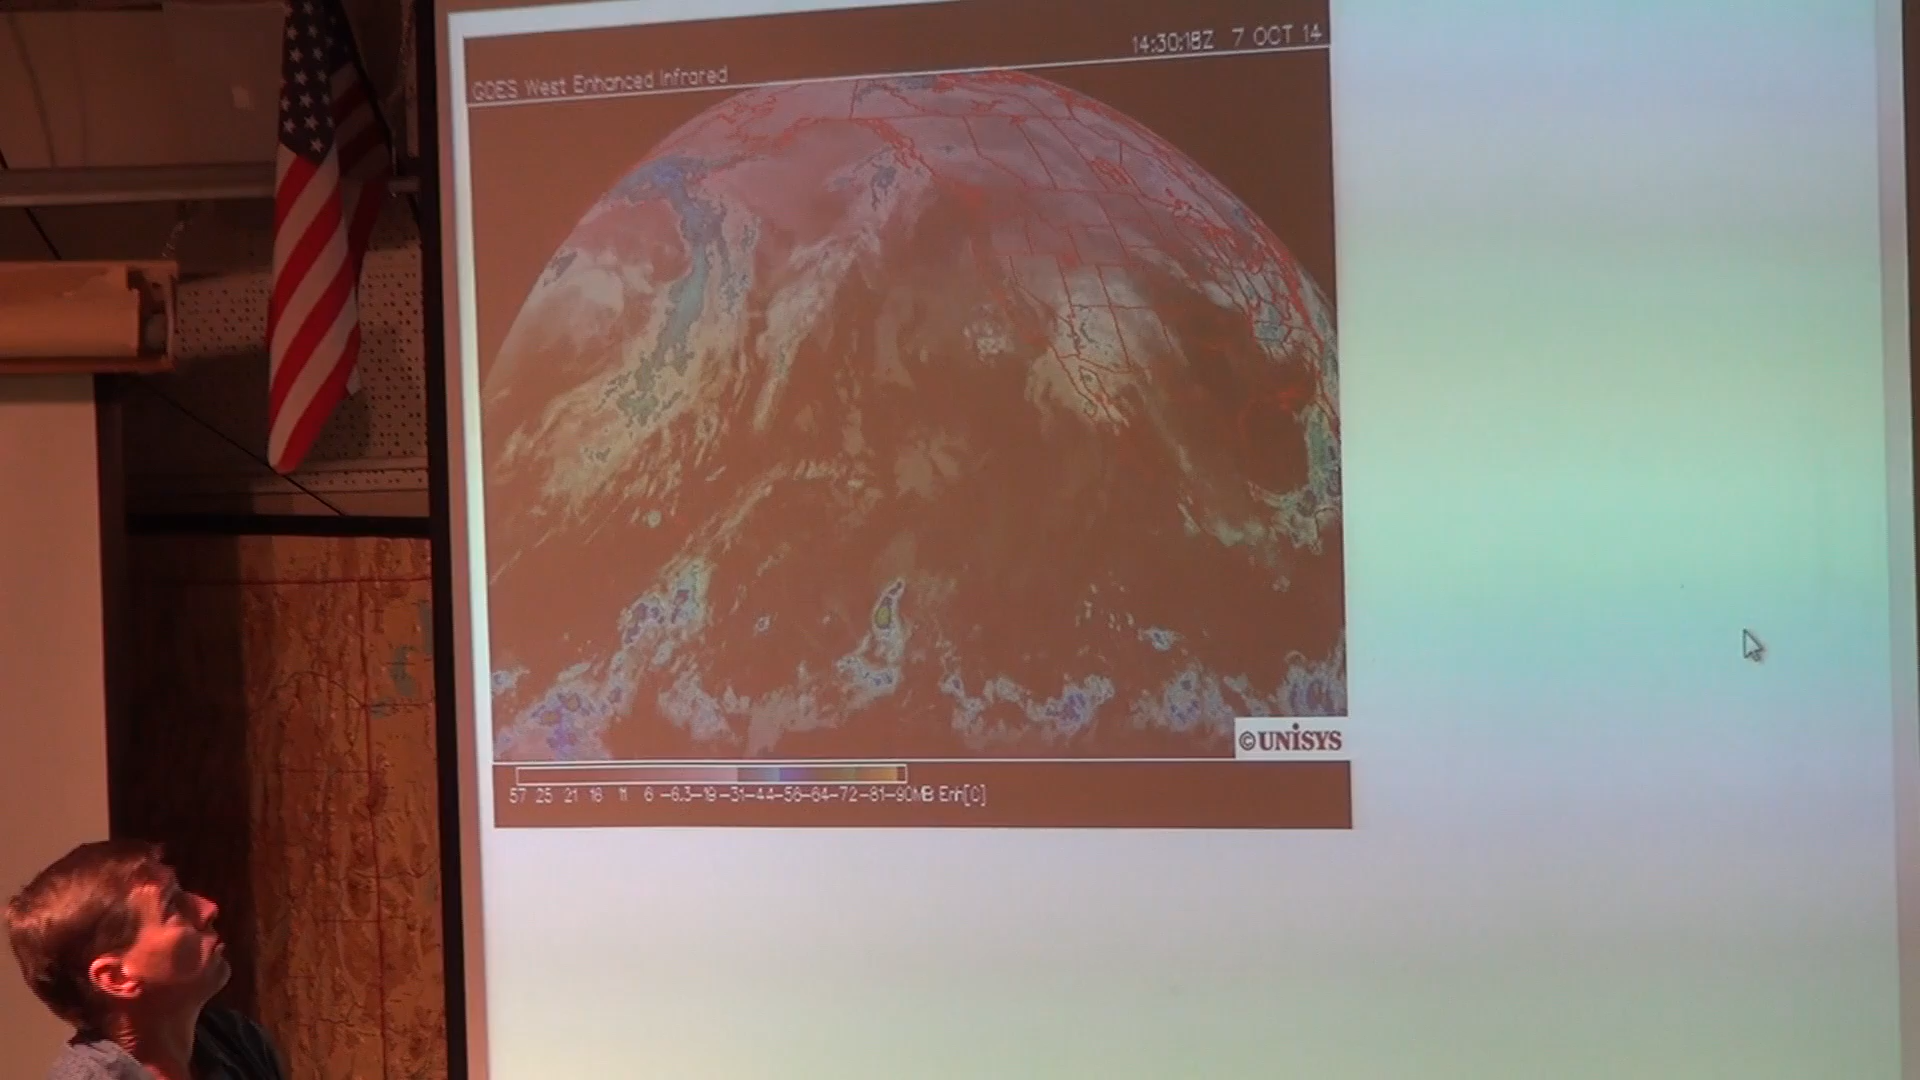 14:30:18Z 7 OCT 14
GOES West Enhanced Infrared
©UNISYS
57 25 21 16 11 6 -6.3-19-31-44-56-64-72-81-90MB Enh[C]